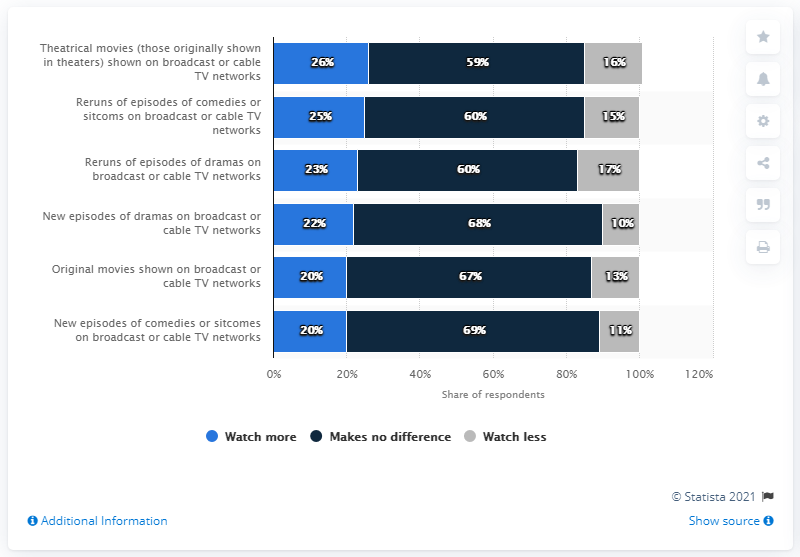 Theatrical movies (those originally shown
in theaters) shown on broadcast or cable
TV networks
26% 59% 16%
Reruns of episodes of comedies or
sitcoms on broadcast or cable TV
networks
25% 60% 15%
Reruns of episodes of dramas on
broadcast or cable TV networks
23% 60% 17%
New episodes of dramas on broadcast or
cable TV networks
22% 68% 10%
Original movies shown on broadcast or
cable TV networks
20% 67% 13%
New episodes of comedies or sitcomes
on broadcast or cable TV networks
20% 69% 11%
0% 20% 40% 60% 80% 100% 120%
Share of respondents
Watch more Makes no difference Watch less
© Statista 2021
Additional Information
Show source